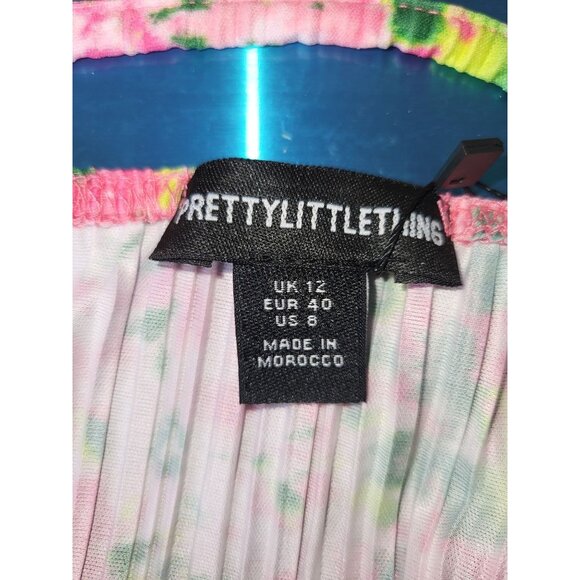 PRETTYLITTLETHING
UK 12
EUR 40
US 8
MADE IN
MOROCCO